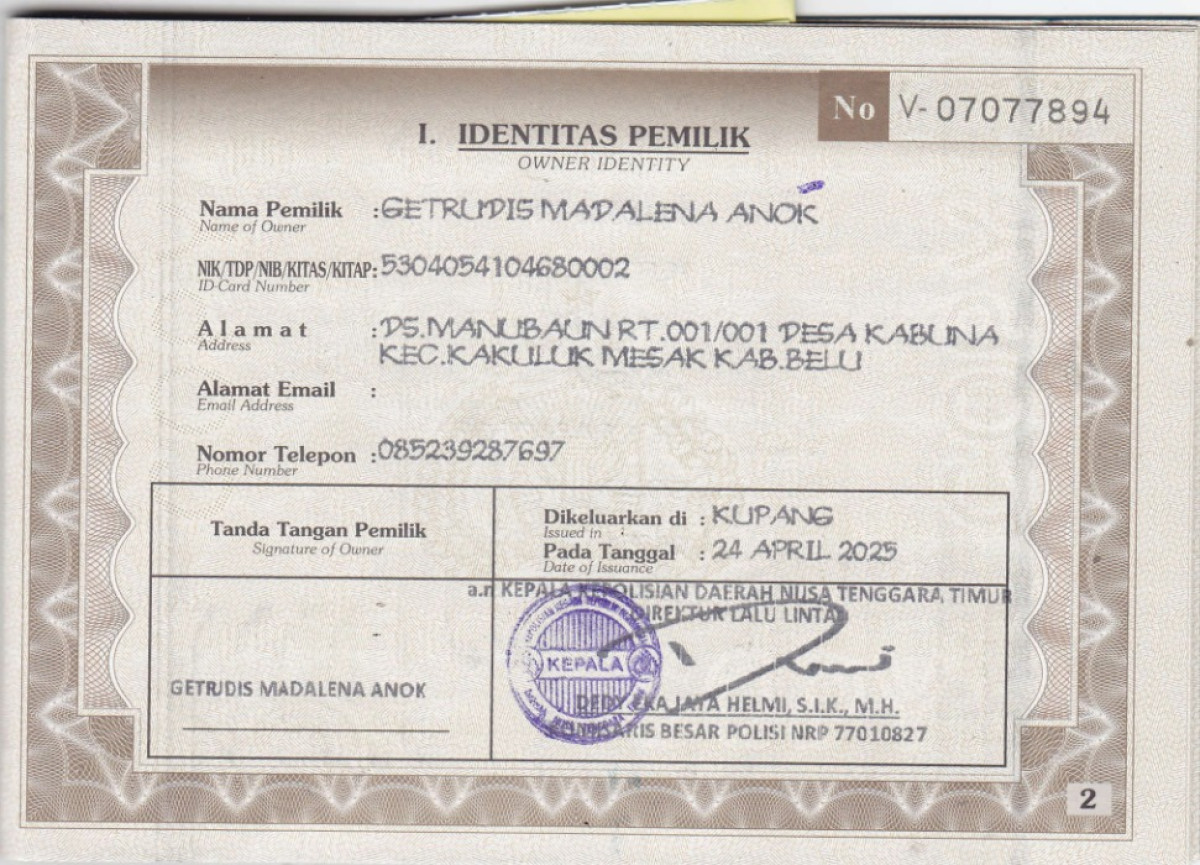 No V- 07077894
I. IDENTITAS PEMILIK
OWNER IDENTITY
Nama Pemilik : GETRUDIS MADALENA ANOK
Name of Owner
NIK/TDP/NIB/KITAS/KITAP: 5304054104680002
ID-Card Number
Alamat : DS.MANUBAUN RT.001/001 DESA KABUNA
Address
KEC.KAKULUK MESAK KAB.BELU
Alamat Email :
Email Address
Nomor Telepon : 085239287697
Phone Number
Tanda Tangan Pemilik
Signature of Owner
Dikeluarkan di : KUPANG
Issued in :
Pada Tanggal : 24 APRIL 2025
Date of Issuance
a.n KEPALA KEPOLISIAN DAERAH NUSA TENGGARA TIMUR
DIREKTUR LALU LINTAS
KEPALA
GETRUDIS MADALENA ANOK
DEDY EKA JAYA HELMI, S.I.K., M.H.
KOMISARIS BESAR POLISI NRP 77010827
2